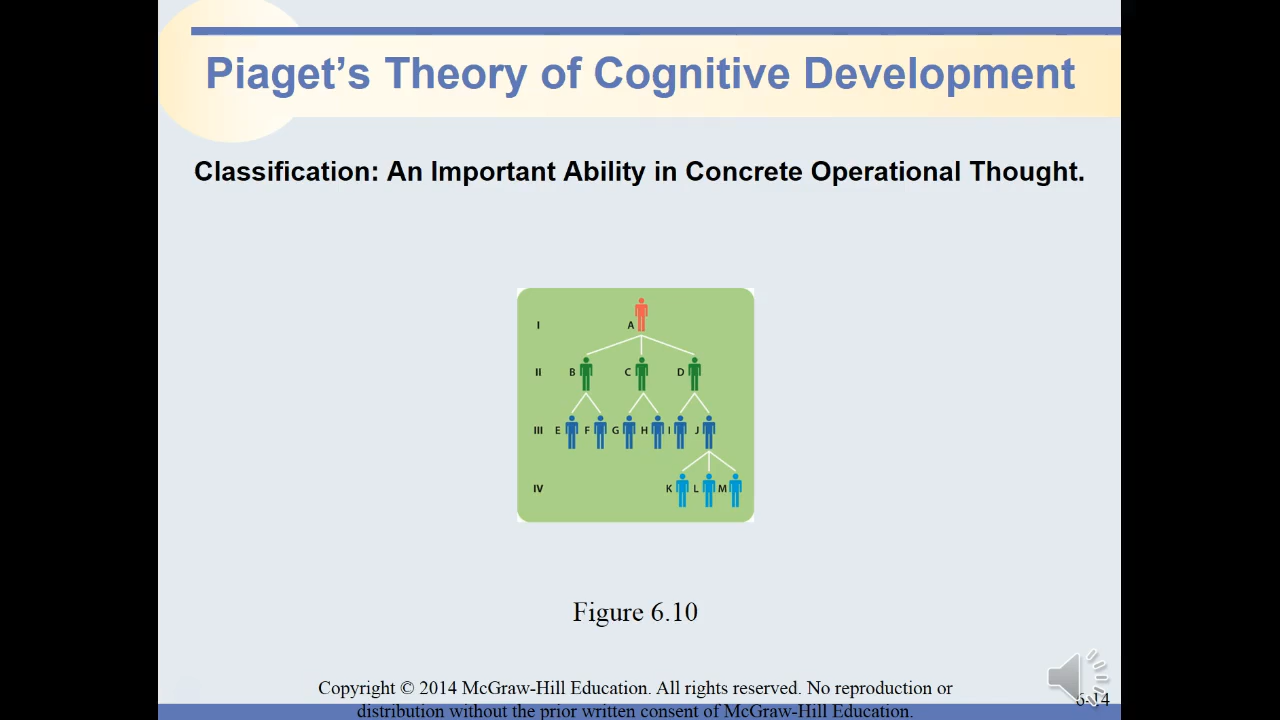 Piaget’s Theory of Cognitive Development
Classification: An Important Ability in Concrete Operational Thought.
I A
II B C D
III E F G H I J
IV K L M
Figure 6.10
Copyright © 2014 McGraw-Hill Education. All rights reserved. No reproduction or
distribution without the prior written consent of McGraw-Hill Education.
6-14